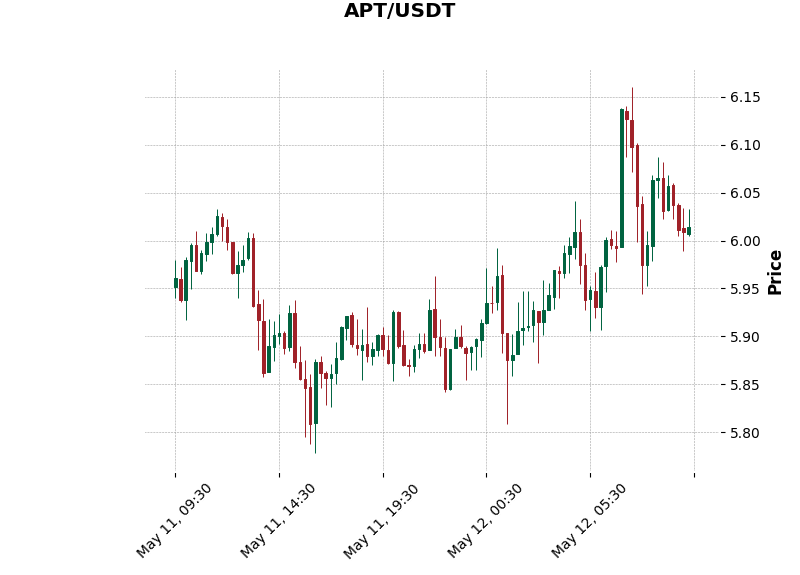 APT/USDT
6.15
6.10
6.05
6.00
5.95
5.90
5.85
5.80
Price
May 11, 09:30
May 11, 14:30
May 11, 19:30
May 12, 00:30
May 12, 05:30